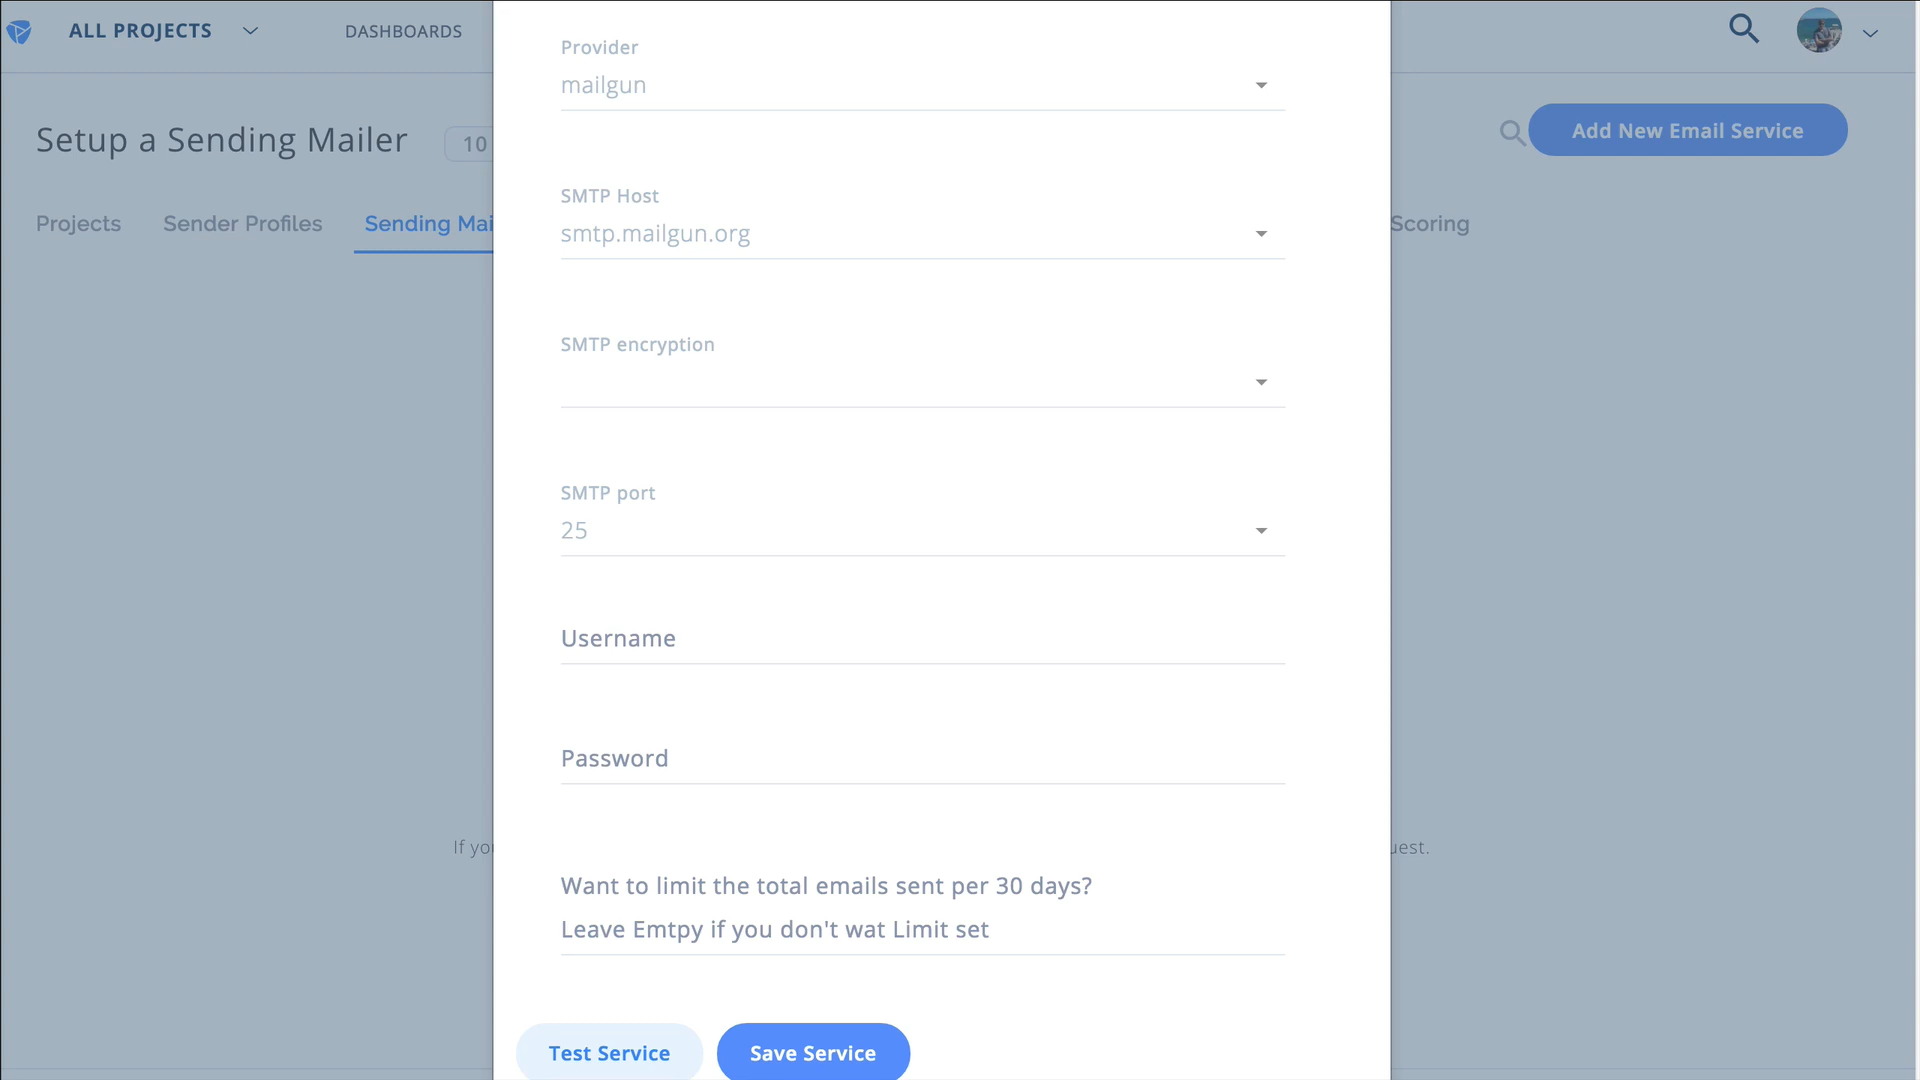 ALL PROJECTS
DASHBOARDS
Setup a Sending Mailer
10
Add New Email Service
Projects
Sender Profiles
Sending Mai
Scoring
Provider
mailgun
SMTP Host
smtp.mailgun.org
SMTP encryption
SMTP port
25
Username
Password
If you
uest.
Want to limit the total emails sent per 30 days?
Leave Emtpy if you don't wat Limit set
Test Service
Save Service